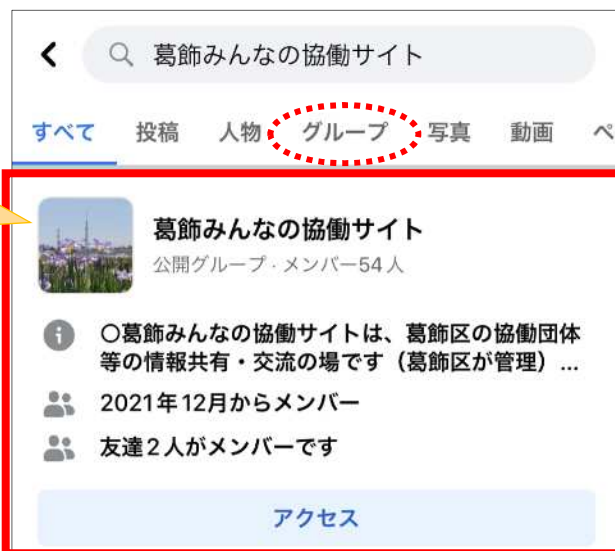 葛飾みんなの協働サイト
すべて 投稿 人物 グループ 写真 動画 ペ
葛飾みんなの協働サイト
公開グループ・メンバー54人
○葛飾みんなの協働サイトは、葛飾区の協働団体
等の情報共有・交流の場です（葛飾区が管理）...
2021年12月からメンバー
友達2人がメンバーです
アクセス